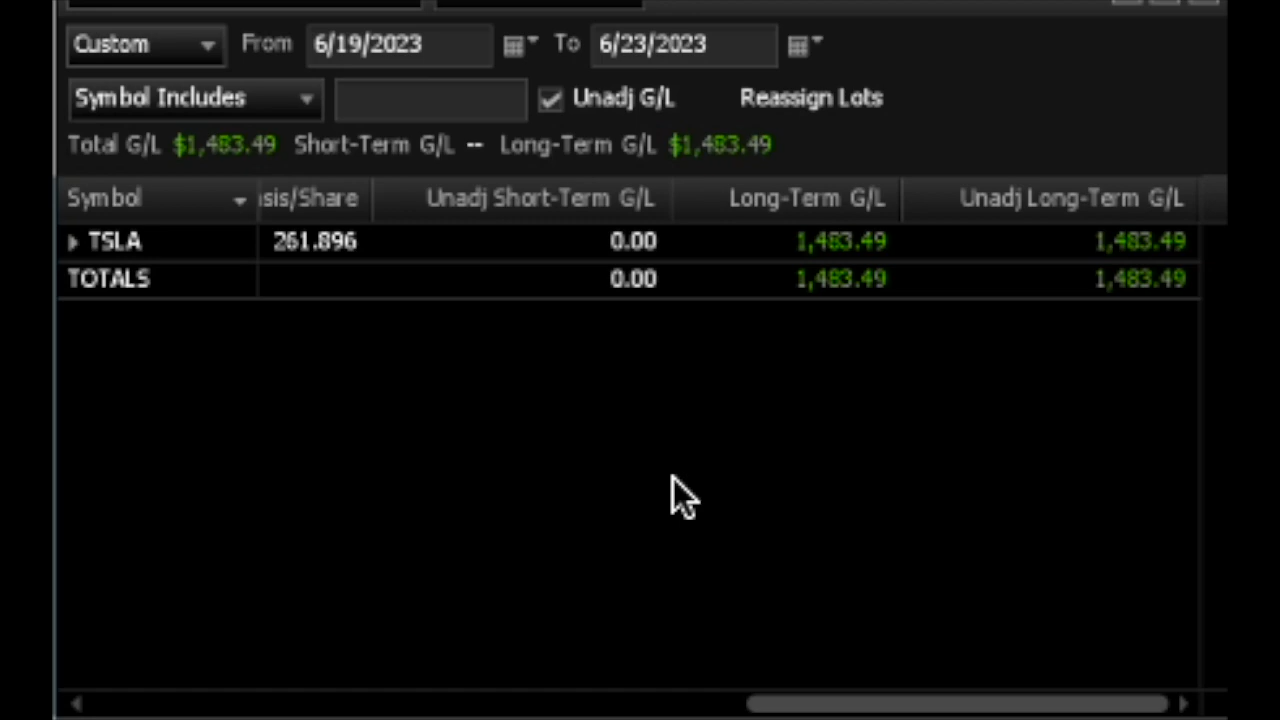 Custom From 6/19/2023 To 6/23/2023
Symbol Includes Unadj G/L Reassign Lots
Total G/L $1,483.49 Short-Term G/L -- Long-Term G/L $1,483.49
Symbol sis/Share Unadj Short-Term G/L Long-Term G/L Unadj Long-Term G/L
TSLA 261.896 0.00 1,483.49 1,483.49
TOTALS 0.00 1,483.49 1,483.49